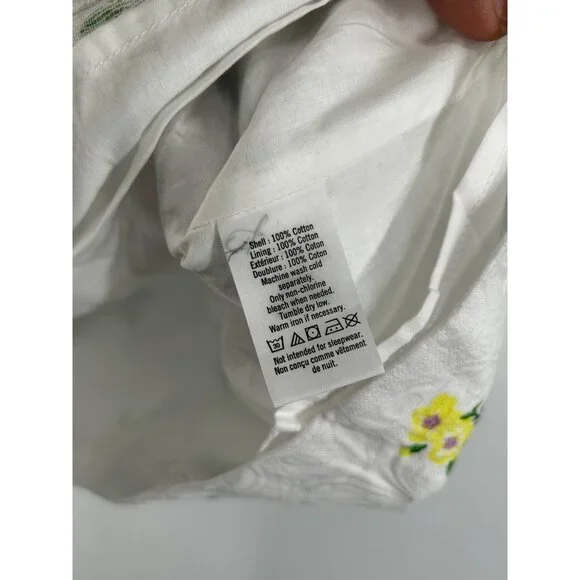 Shell : 100% Cotton
Lining : 100% Cotton
Extérieur : 100% Coton
Doublure : 100% Coton
Machine wash cold
separately.
Only non-chlorine
bleach when needed.
Tumble dry low.
Warm iron if necessary.
30
Not intended for sleepwear.
Non conçu comme vêtement
de nuit.